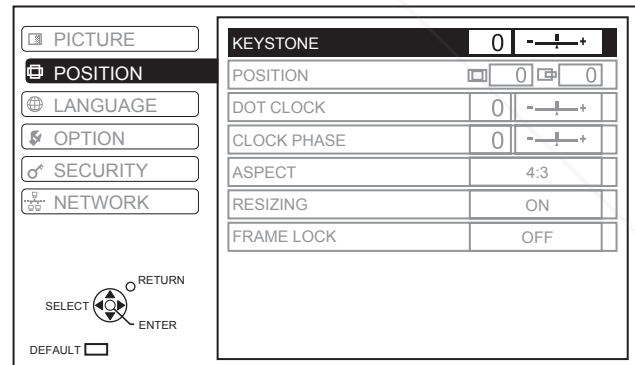 PICTURE
POSITION
LANGUAGE
OPTION
SECURITY
NETWORK
RETURN
SELECT
ENTER
DEFAULT
KEYSTONE 0 - +
POSITION 0 0
DOT CLOCK 0 - +
CLOCK PHASE 0 - +
ASPECT 4:3
RESIZING ON
FRAME LOCK OFF